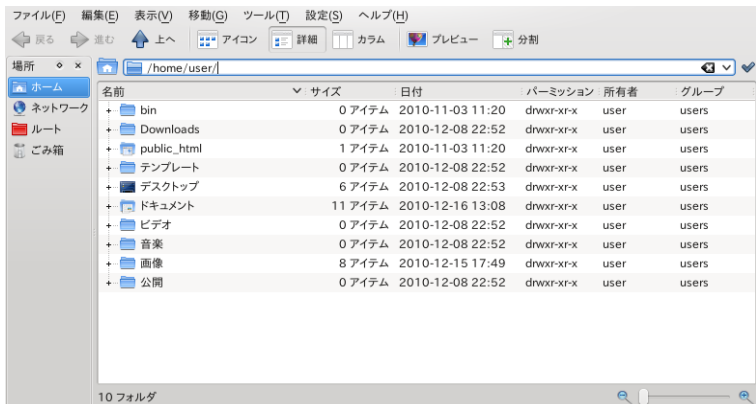 ファイル(F) 編集(E) 表示(V) 移動(G) ツール(T) 設定(S) ヘルプ(H)
戻る 進む 上へ アイコン 詳細 カラム プレビュー 分割
場所
/home/user/
ホーム
ネットワーク
ルート
ごみ箱
名前 サイズ 日付 パーミッション 所有者 グループ
bin 0 アイテム 2010-11-03 11:20 drwxr-xr-x user users
Downloads 0 アイテム 2010-12-08 22:52 drwxr-xr-x user users
public_html 1 アイテム 2010-11-03 11:20 drwxr-xr-x user users
テンプレート 0 アイテム 2010-12-08 22:52 drwxr-xr-x user users
デスクトップ 6 アイテム 2010-12-08 22:53 drwxr-xr-x user users
ドキュメント 11 アイテム 2010-12-16 13:08 drwxr-xr-x user users
ビデオ 0 アイテム 2010-12-08 22:52 drwxr-xr-x user users
音楽 0 アイテム 2010-12-08 22:52 drwxr-xr-x user users
画像 8 アイテム 2010-12-15 17:49 drwxr-xr-x user users
公開 0 アイテム 2010-12-08 22:52 drwxr-xr-x user users
10 フォルダ